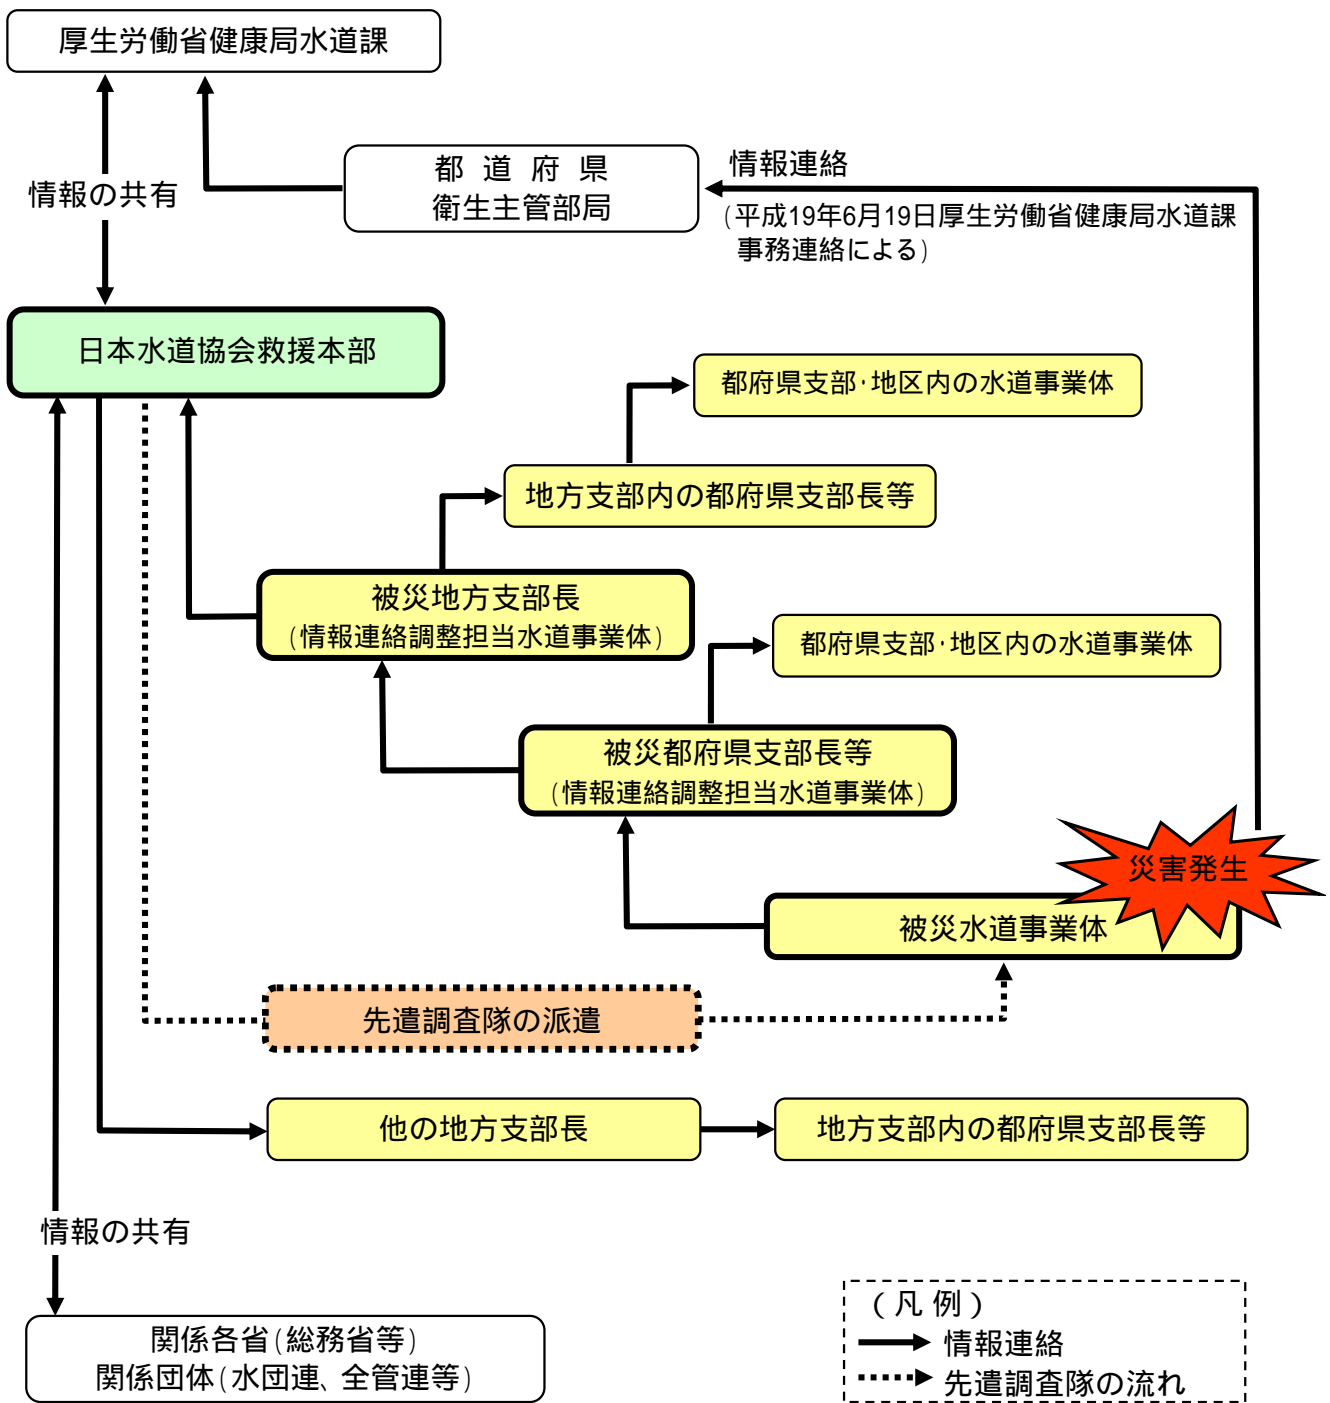 厚生労働省健康局水道課
都道府県
衛生主管部局
情報連絡
(平成19年6月19日厚生労働省健康局水道課
事務連絡による)
情報の共有
日本水道協会救援本部
都府県支部･地区内の水道事業体
地方支部内の都府県支部長等
被災地方支部長
(情報連絡調整担当水道事業体)
都府県支部･地区内の水道事業体
被災都府県支部長等
(情報連絡調整担当水道事業体)
災害発生
被災水道事業体
先遣調査隊の派遣
他の地方支部長
地方支部内の都府県支部長等
情報の共有
関係各省(総務省等)
関係団体(水団連、全管連等)
(凡例)
情報連絡
先遣調査隊の流れ